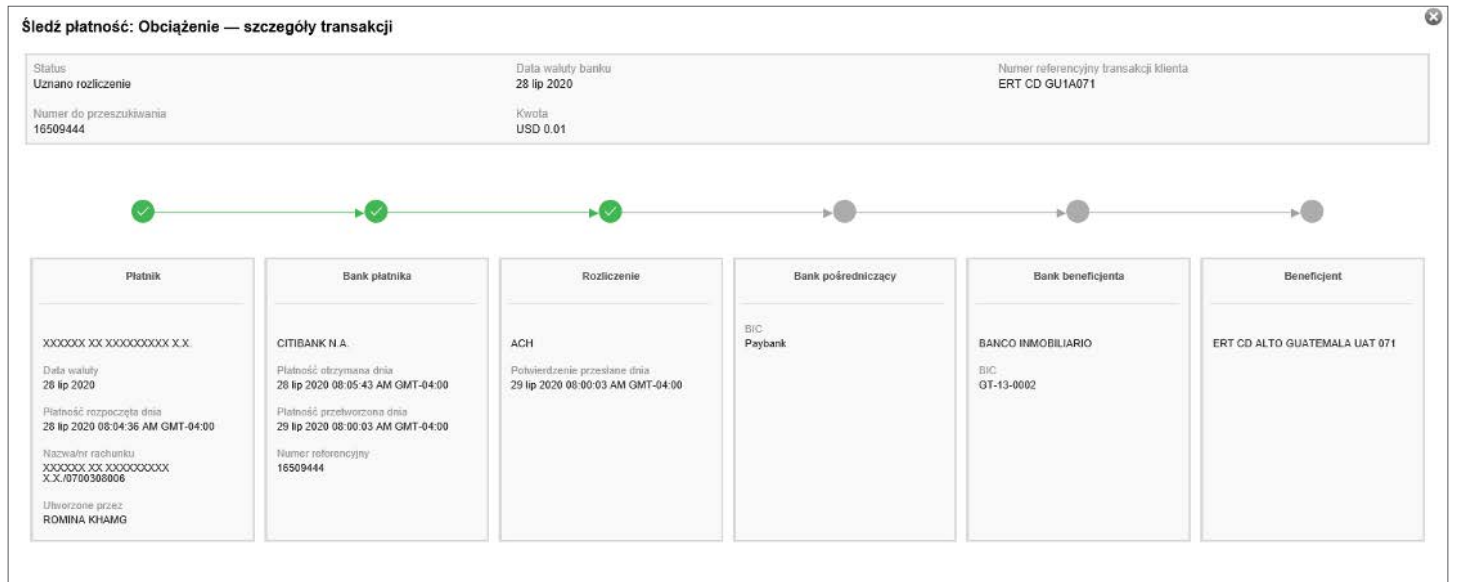 Śledź płatność: Obciążenie — szczegóły transakcji
Status
Uznano rozliczenie
Data waluty banku
28 lip 2020
Numer referencyjny transakcji klienta
ERT CD GU1A071
Numer do przeszukiwania
16509444
Kwota
USD 0.01
Płatnik
XXXXXX XX XXXXXXXXX X.X.
Data waluty
28 lip 2020
Płatność rozpoczęta dnia
28 lip 2020 08:04:36 AM GMT-04:00
Nazwa/nr rachunku
XXXXXX XX XXXXXXXXX
X.X./0700308006
Utworzone przez
ROMINA KHAMG
Bank płatnika
CITIBANK N.A.
Płatność otrzymana dnia
28 lip 2020 08:05:43 AM GMT-04:00
Płatność przetworzona dnia
29 lip 2020 08:00:03 AM GMT-04:00
Numer referencyjny
16509444
Rozliczenie
ACH
Potwierdzenie przesłane dnia
29 lip 2020 08:00:03 AM GMT-04:00
Bank pośredniczący
BIC
Paybank
Bank beneficjenta
BANCO INMOBILIARIO
BIC
GT-13-0002
Beneficjent
ERT CD ALTO GUATEMALA UAT 071